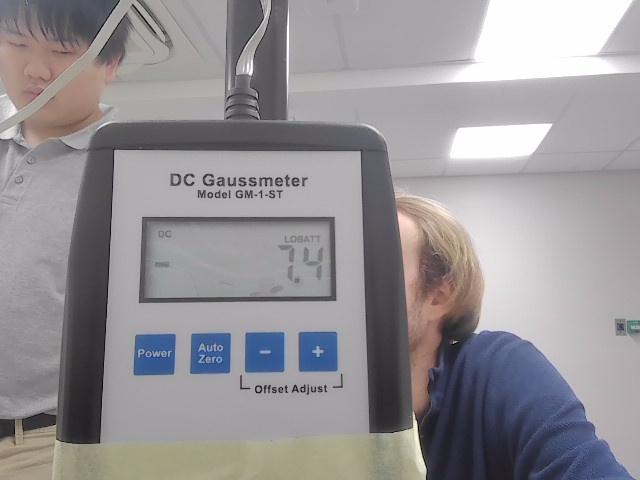 DC Gaussmeter
Model GM-1-ST
DC
LOBATT
- 7.4
Power
Auto
Zero
-
+
Offset Adjust